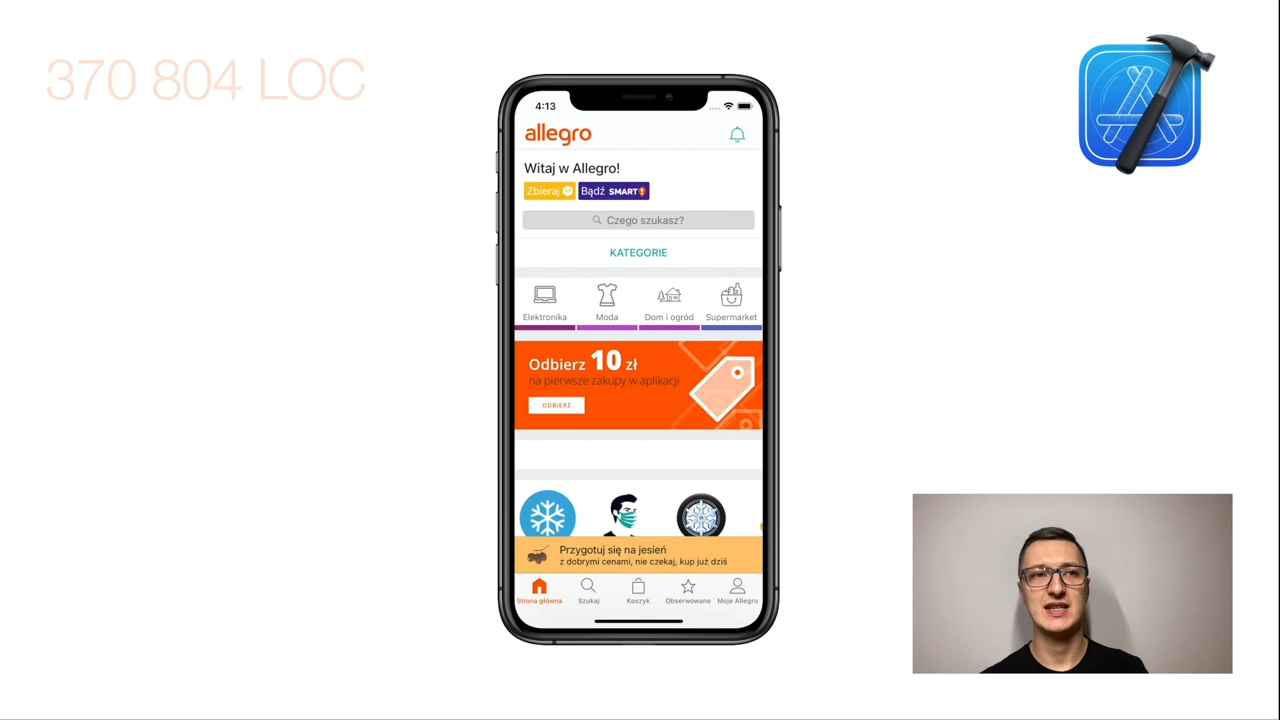 370 804 LOC
4:13
allegro
Witaj w Allegro!
Zbieraj Bądź SMART!
Czego szukasz?
KATEGORIE
Elektronika Moda Dom i ogród Supermarket
Odbierz 10 zł
na pierwsze zakupy w aplikacji
ODBIERZ
Przygotuj się na jesień
z dobrymi cenami, nie czekaj, kup już dziś
Strona główna Szukaj Koszyk Obserwowane Moje Allegro